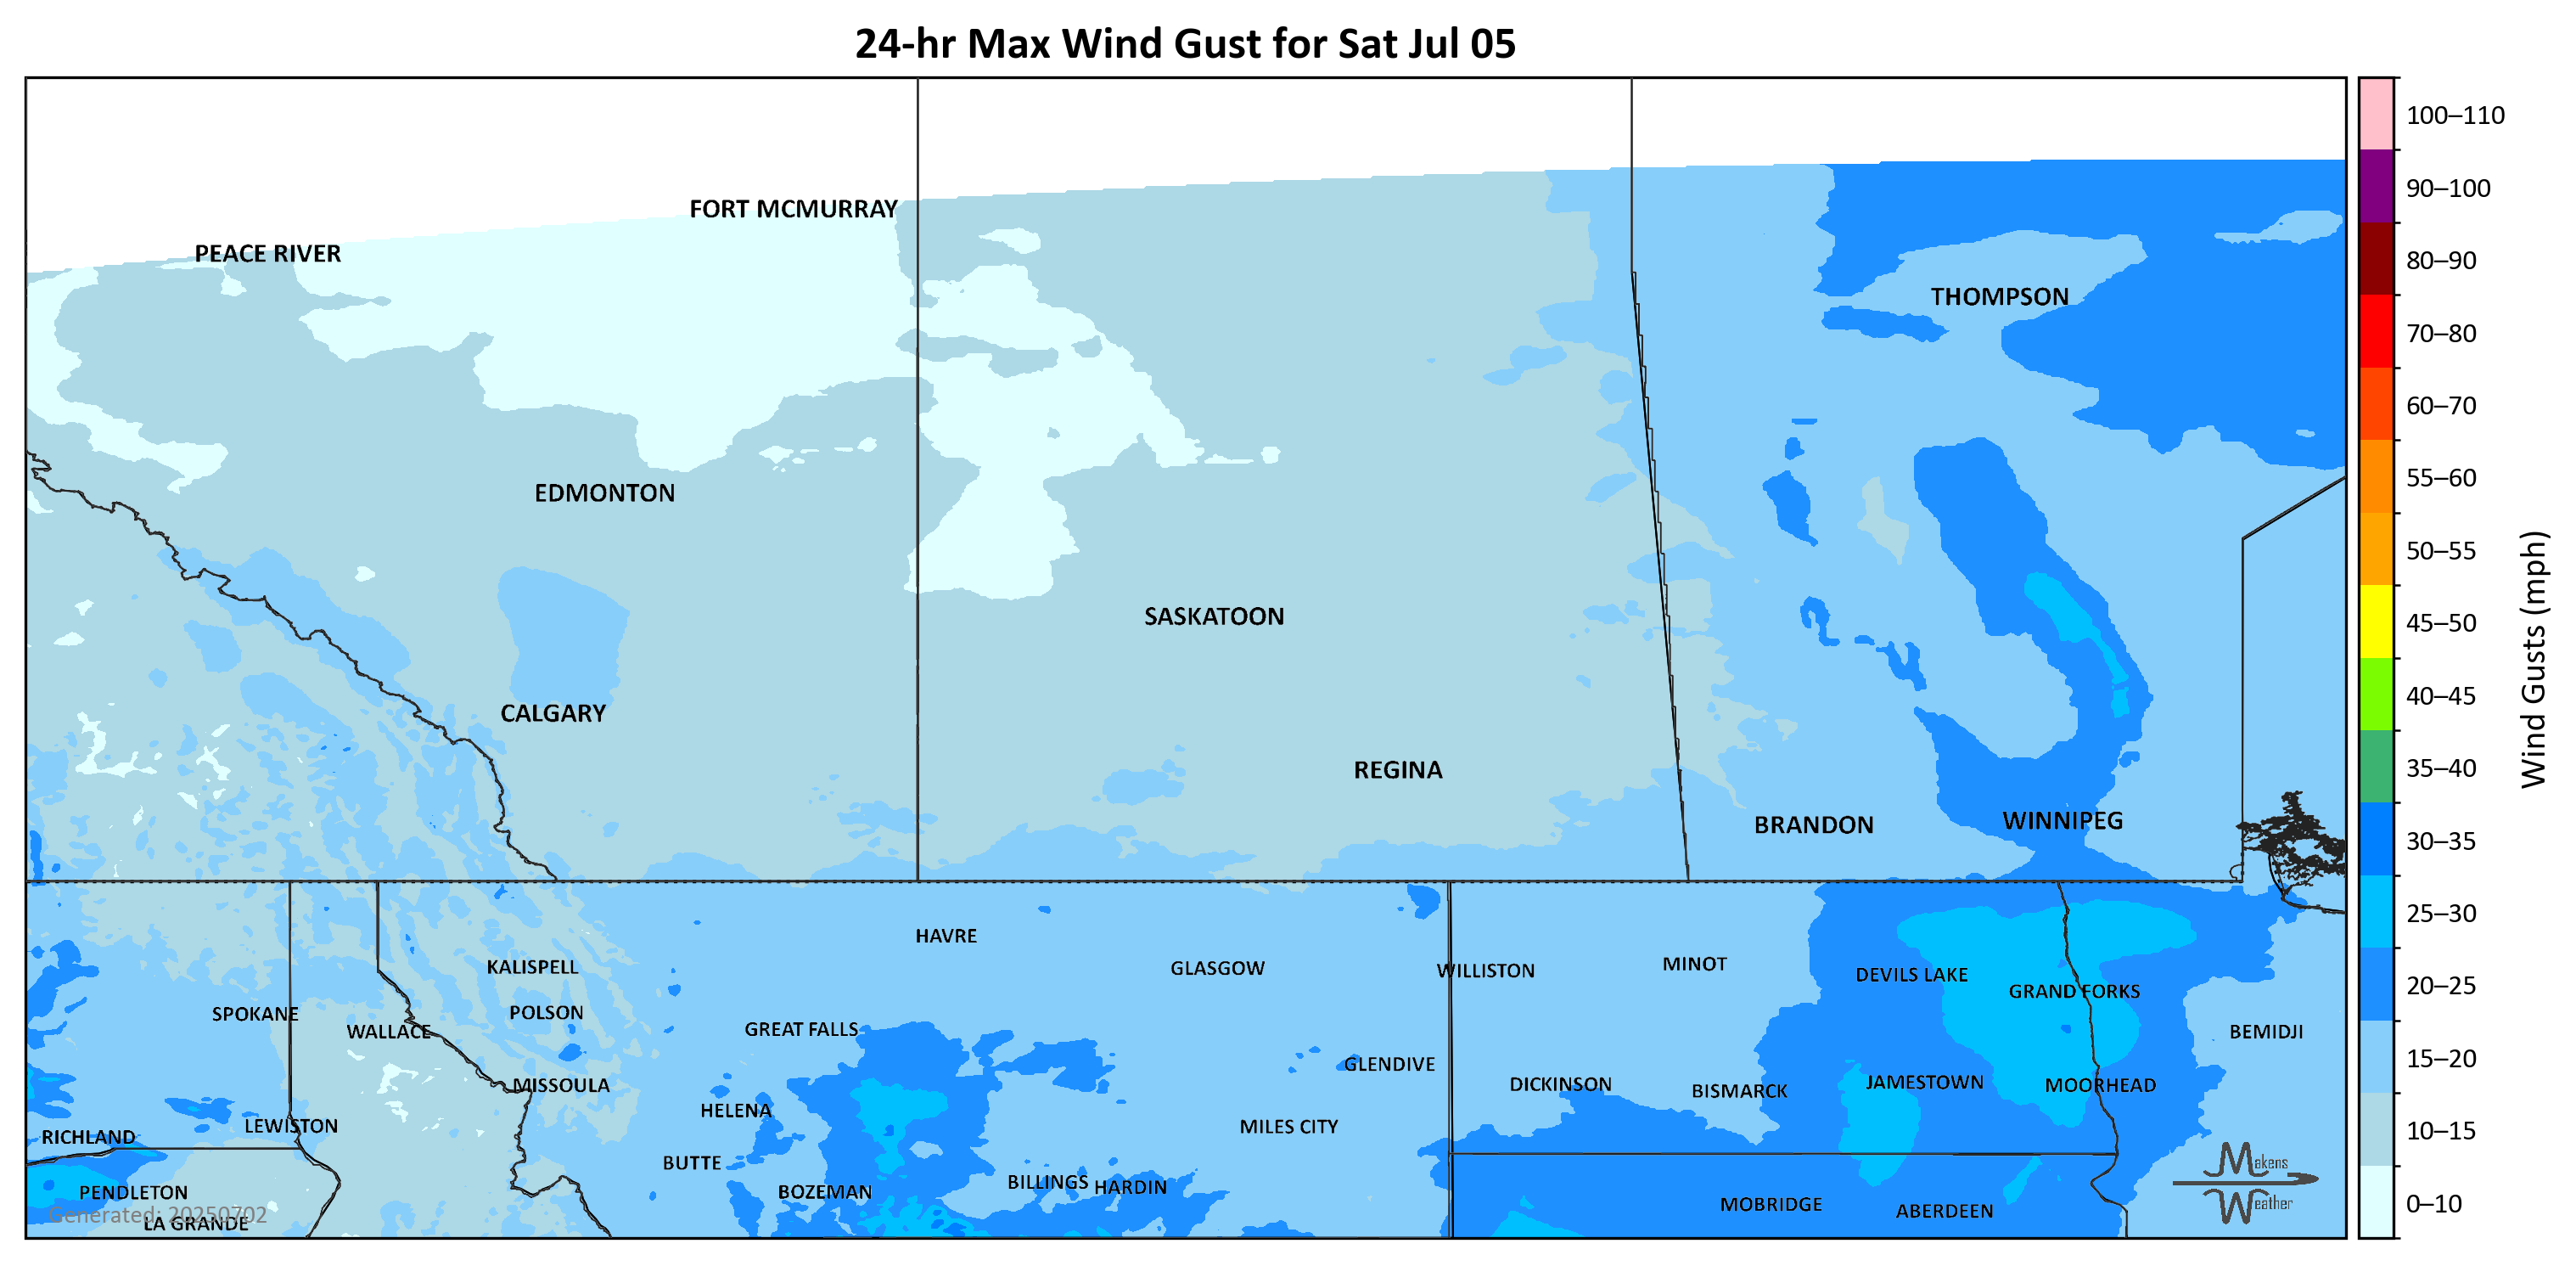 24-hr Max Wind Gust for Sat Jul 05
FORT MCMURRAY
PEACE RIVER
THOMPSON
EDMONTON
SASKATOON
CALGARY
REGINA
BRANDON
WINNIPEG
HAVRE
KALISPELL
GLASGOW
WILLISTON
MINOT
DEVILS LAKE
GRAND FORKS
SPOKANE
POLSON
WALLACE
GREAT FALLS
BEMIDJI
GLENDIVE
MISSOULA
DICKINSON
BISMARCK
JAMESTOWN
MOORHEAD
HELENA
LEWISTON
MILES CITY
RICHLAND
BUTTE
PENDLETON
BOZEMAN
BILLINGS
HARDIN
MOBRIDGE
ABERDEEN
Generated: 20250702
LA GRANDE
Makens
Weather
100–110
90–100
80–90
70–80
60–70
55–60
50–55
45–50
40–45
35–40
30–35
25–30
20–25
15–20
10–15
0–10
Wind Gusts (mph)